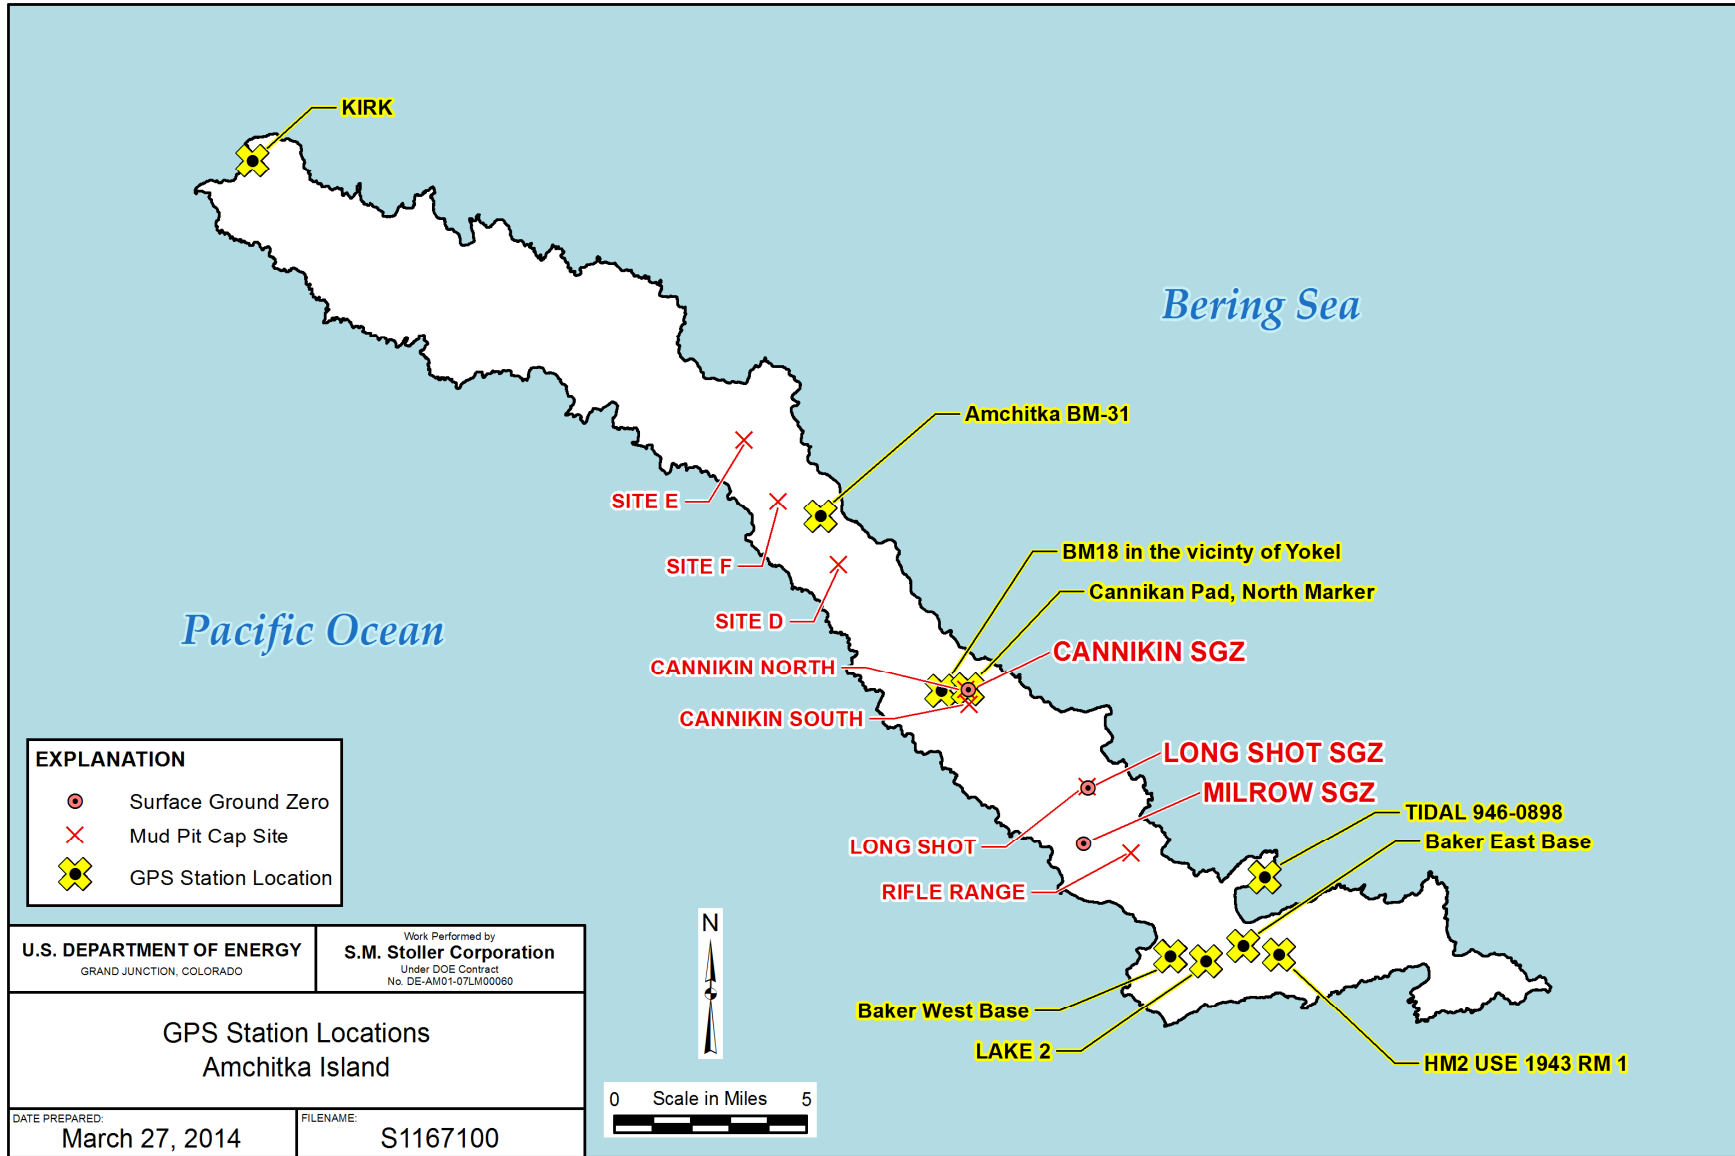 KIRK
Bering Sea
Amchitka BM-31
SITE E
BM18 in the vicinty of Yokel
SITE F
Cannikan Pad, North Marker
SITE D
Pacific Ocean
CANNIKIN SGZ
CANNIKIN NORTH
CANNIKIN SOUTH
LONG SHOT SGZ
MILROW SGZ
TIDAL 946-0898
Baker East Base
LONG SHOT
RIFLE RANGE
Baker West Base
LAKE 2
HM2 USE 1943 RM 1
EXPLANATION
Surface Ground Zero
Mud Pit Cap Site
GPS Station Location
U.S. DEPARTMENT OF ENERGY
GRAND JUNCTION, COLORADO
Work Performed by
S.M. Stoller Corporation
Under DOE Contract
No. DE-AM01-07LM00060
GPS Station Locations
Amchitka Island
DATE PREPARED:
March 27, 2014
FILENAME:
S1167100
N
0 Scale in Miles 5